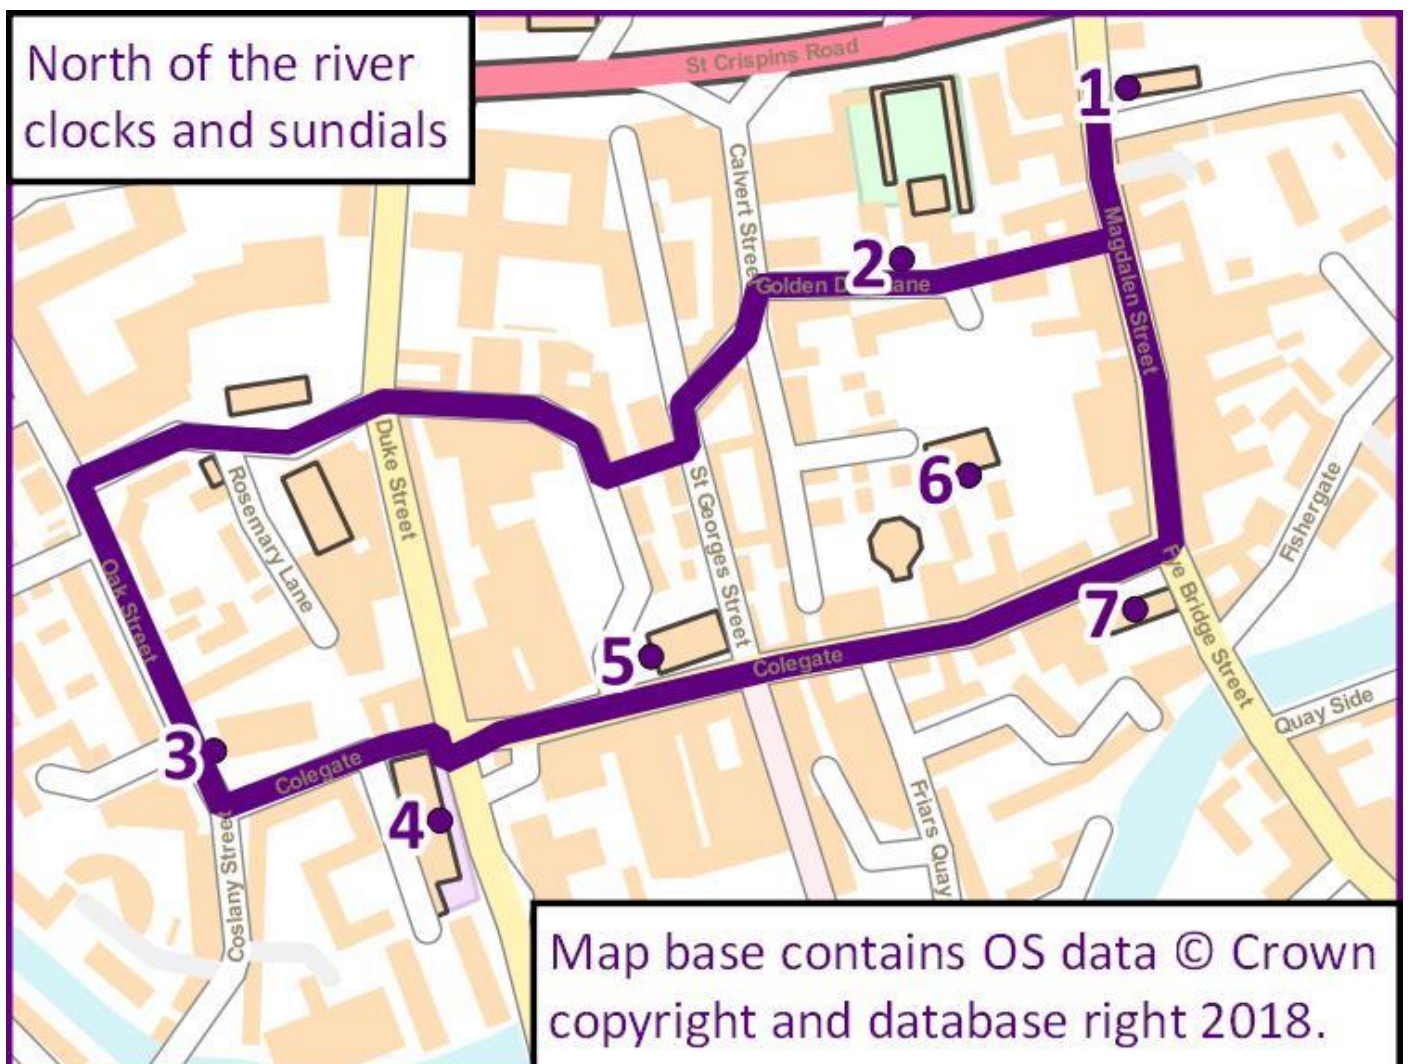 North of the river
clocks and sundials
St Crispins Road
1
Calvert Street
Magdalen Street
2
Golden D
ane
Duke Street
Rosemary Lane
St Georges Street
6
Fishergate
Oak Street
7
Fye Bridge Street
5
Colegate
Quay Side
3
Colegate
4
Friars Quay
Coslany Street
Map base contains OS data © Crown
copyright and database right 2018.